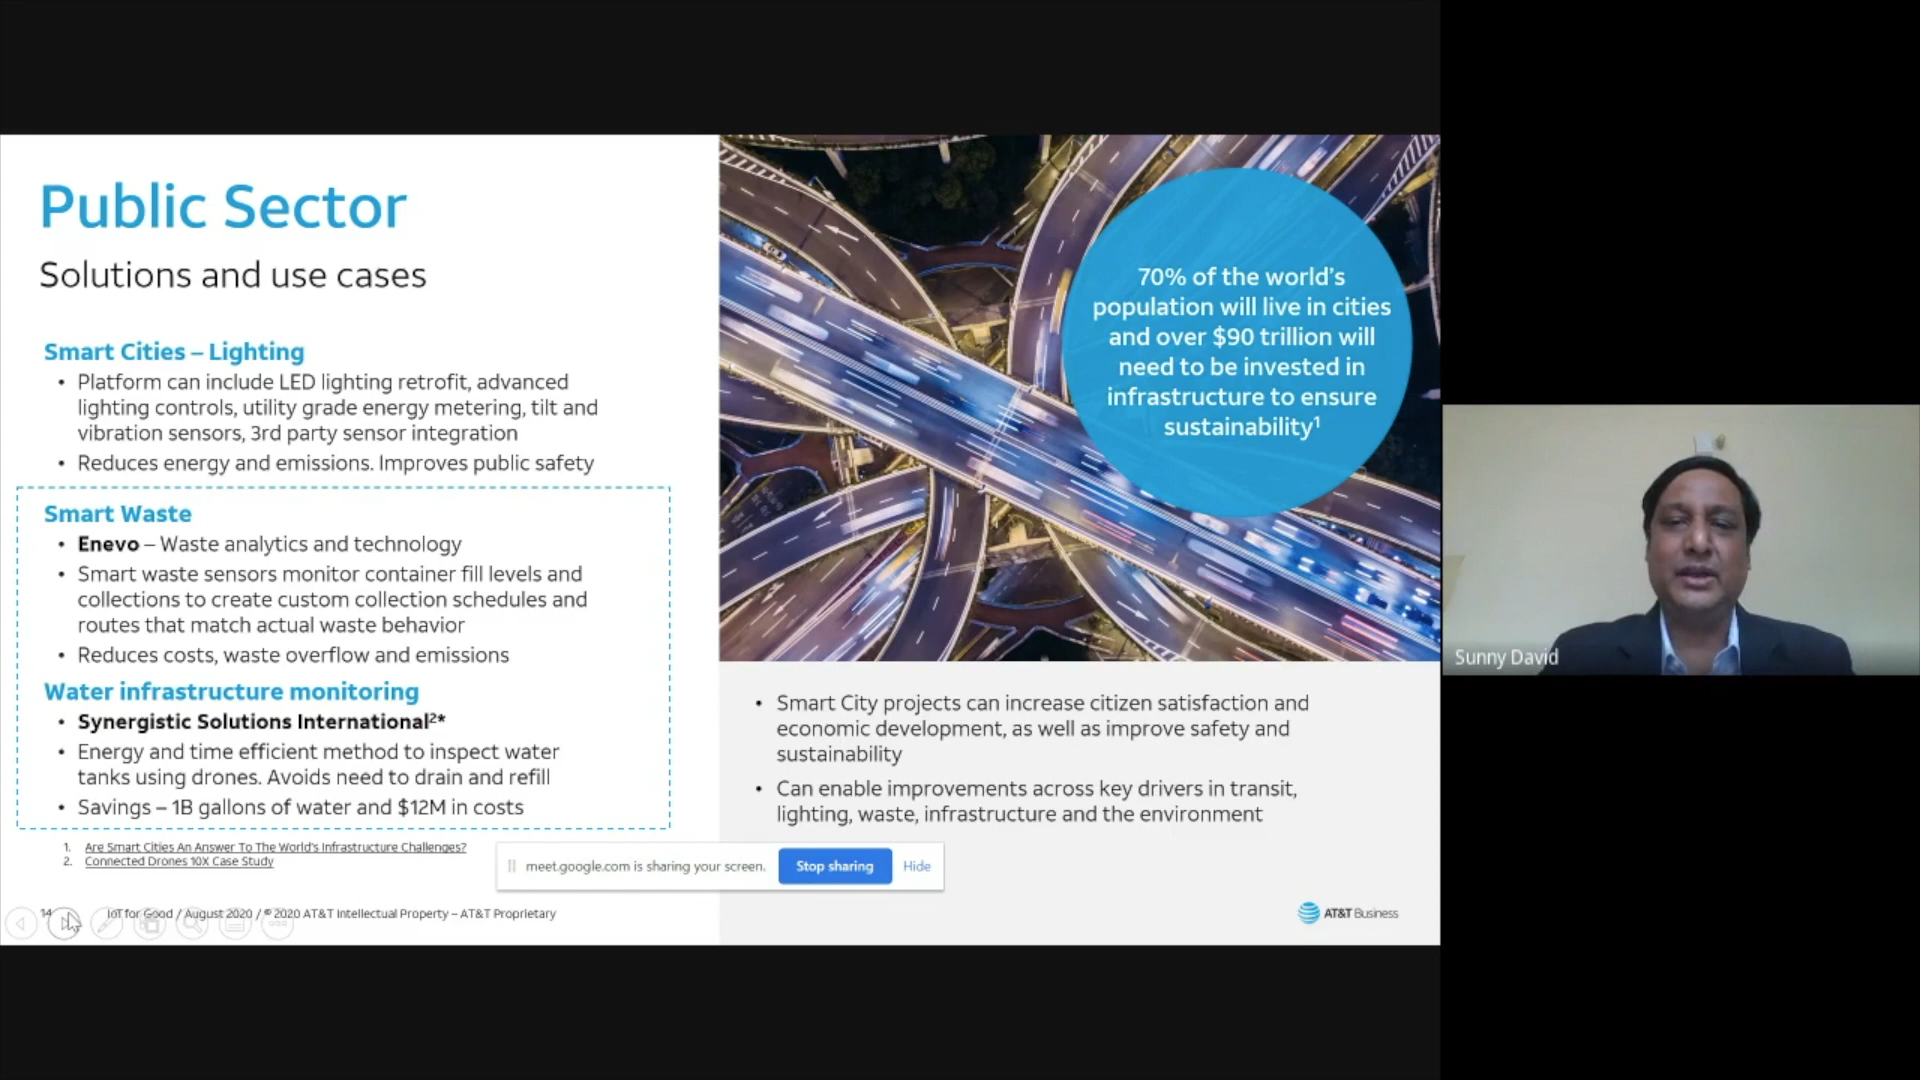 Public Sector
Solutions and use cases
Smart Cities – Lighting
• Platform can include LED lighting retrofit, advanced
lighting controls, utility grade energy metering, tilt and
vibration sensors, 3rd party sensor integration
• Reduces energy and emissions. Improves public safety
Smart Waste
• Enevo – Waste analytics and technology
• Smart waste sensors monitor container fill levels and
collections to create custom collection schedules and
routes that match actual waste behavior
• Reduces costs, waste overflow and emissions
Water infrastructure monitoring
• Synergistic Solutions International²*
• Energy and time efficient method to inspect water
tanks using drones. Avoids need to drain and refill
• Savings – 1B gallons of water and $12M in costs
1. Are Smart Cities An Answer To The World's Infrastructure Challenges?
2. Connected Drones 10X Case Study
14 IoT for Good / August 2020 / © 2020 AT&T Intellectual Property – AT&T Proprietary
70% of the world's
population will live in cities
and over $90 trillion will
need to be invested in
infrastructure to ensure
sustainability¹
• Smart City projects can increase citizen satisfaction and
economic development, as well as improve safety and
sustainability
• Can enable improvements across key drivers in transit,
lighting, waste, infrastructure and the environment
meet.google.com is sharing your screen. Stop sharing Hide
AT&T Business
Sunny David